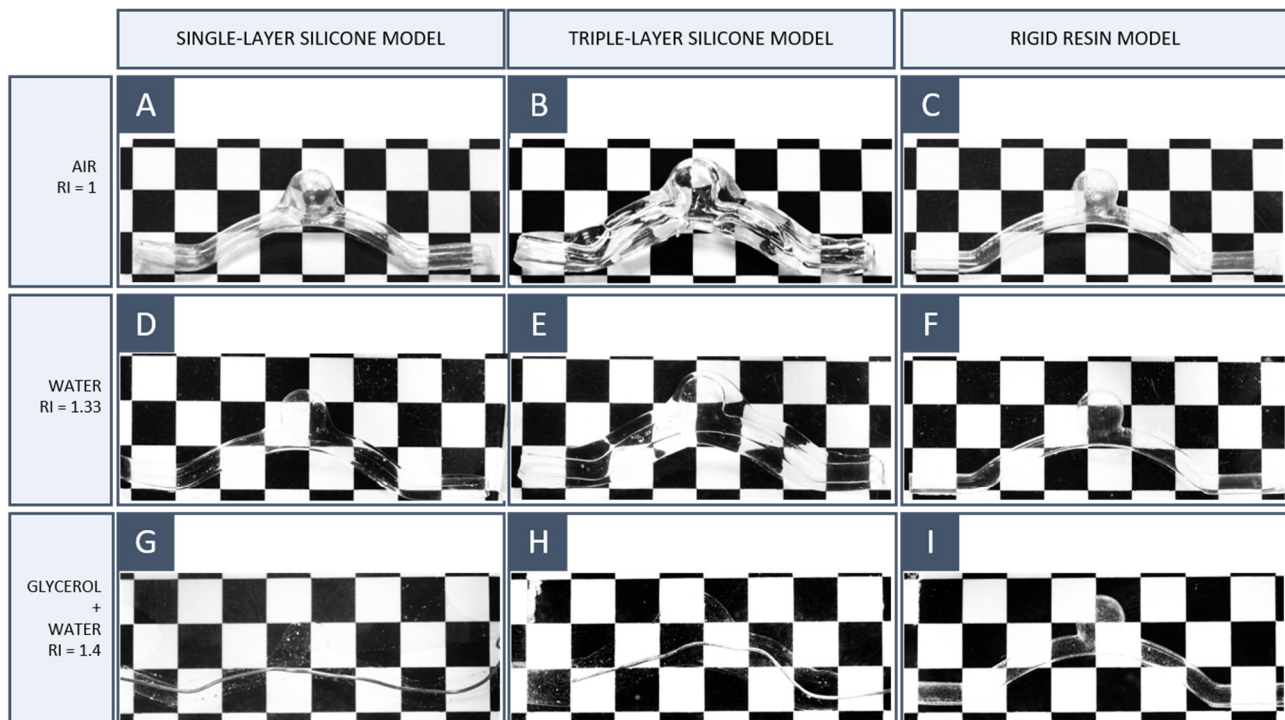 SINGLE-LAYER SILICONE MODEL
TRIPLE-LAYER SILICONE MODEL
RIGID RESIN MODEL
AIR
RI = 1
A
B
C
WATER
RI = 1.33
D
E
F
GLYCEROL
+
WATER
RI = 1.4
G
H
I